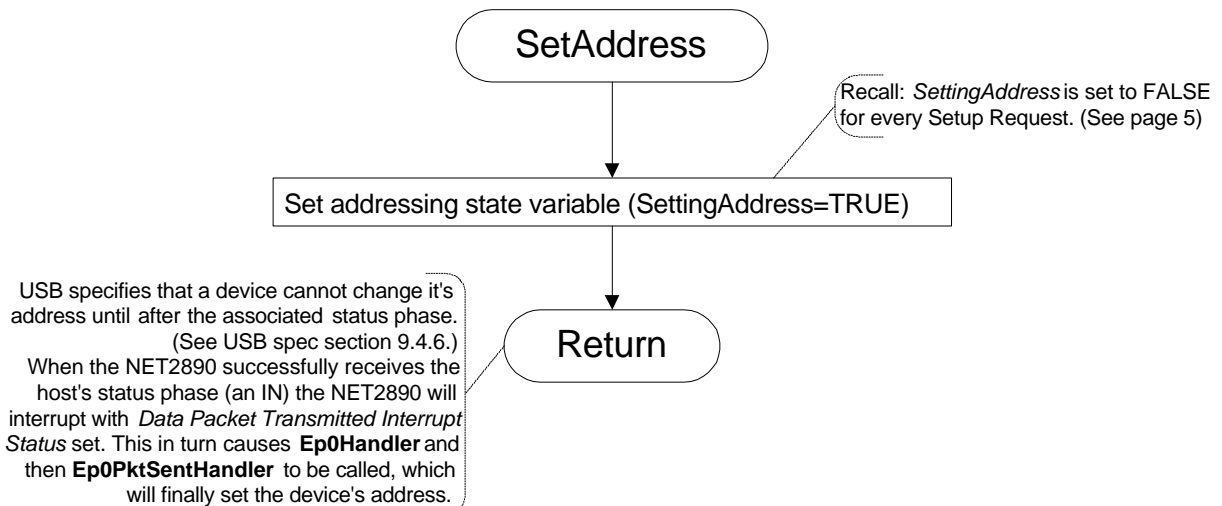 SetAddress
Recall: SettingAddress is set to FALSE
for every Setup Request. (See page 5)
Set addressing state variable (SettingAddress=TRUE)
USB specifies that a device cannot change it's
address until after the associated status phase.
(See USB spec section 9.4.6.)
When the NET2890 successfully receives the
host's status phase (an IN) the NET2890 will
interrupt with Data Packet Transmitted Interrupt
Status set. This in turn causes Ep0Handler and
then Ep0PktSentHandler to be called, which
will finally set the device's address.
Return